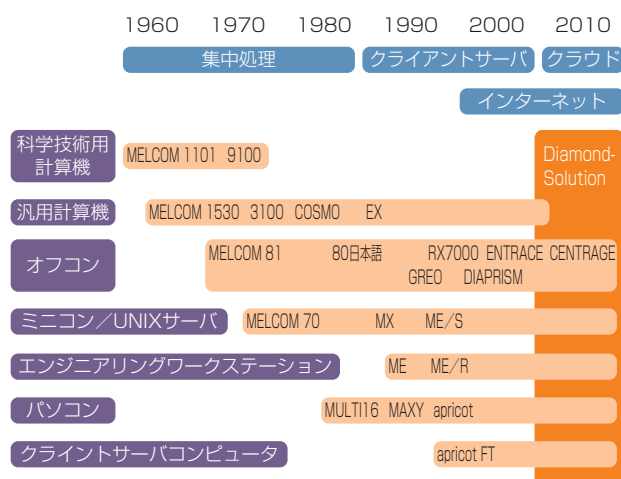 1960 1970 1980 1990 2000 2010
集中処理 クライアントサーバ クラウド
インターネット
科学技術用
計算機
MELCOM 1101 9100
Diamond-
Solution
汎用計算機 MELCOM 1530 3100 COSMO EX
オフコン
MELCOM 81 80日本語 RX7000 ENTRACE CENTRAGE
GREO DIAPRISM
ミニコン／UNIXサーバ MELCOM 70 MX ME/S
エンジニアリングワークステーション ME ME/R
パソコン MULTI16 MAXY apricot
クライントサーバコンピュータ apricot FT